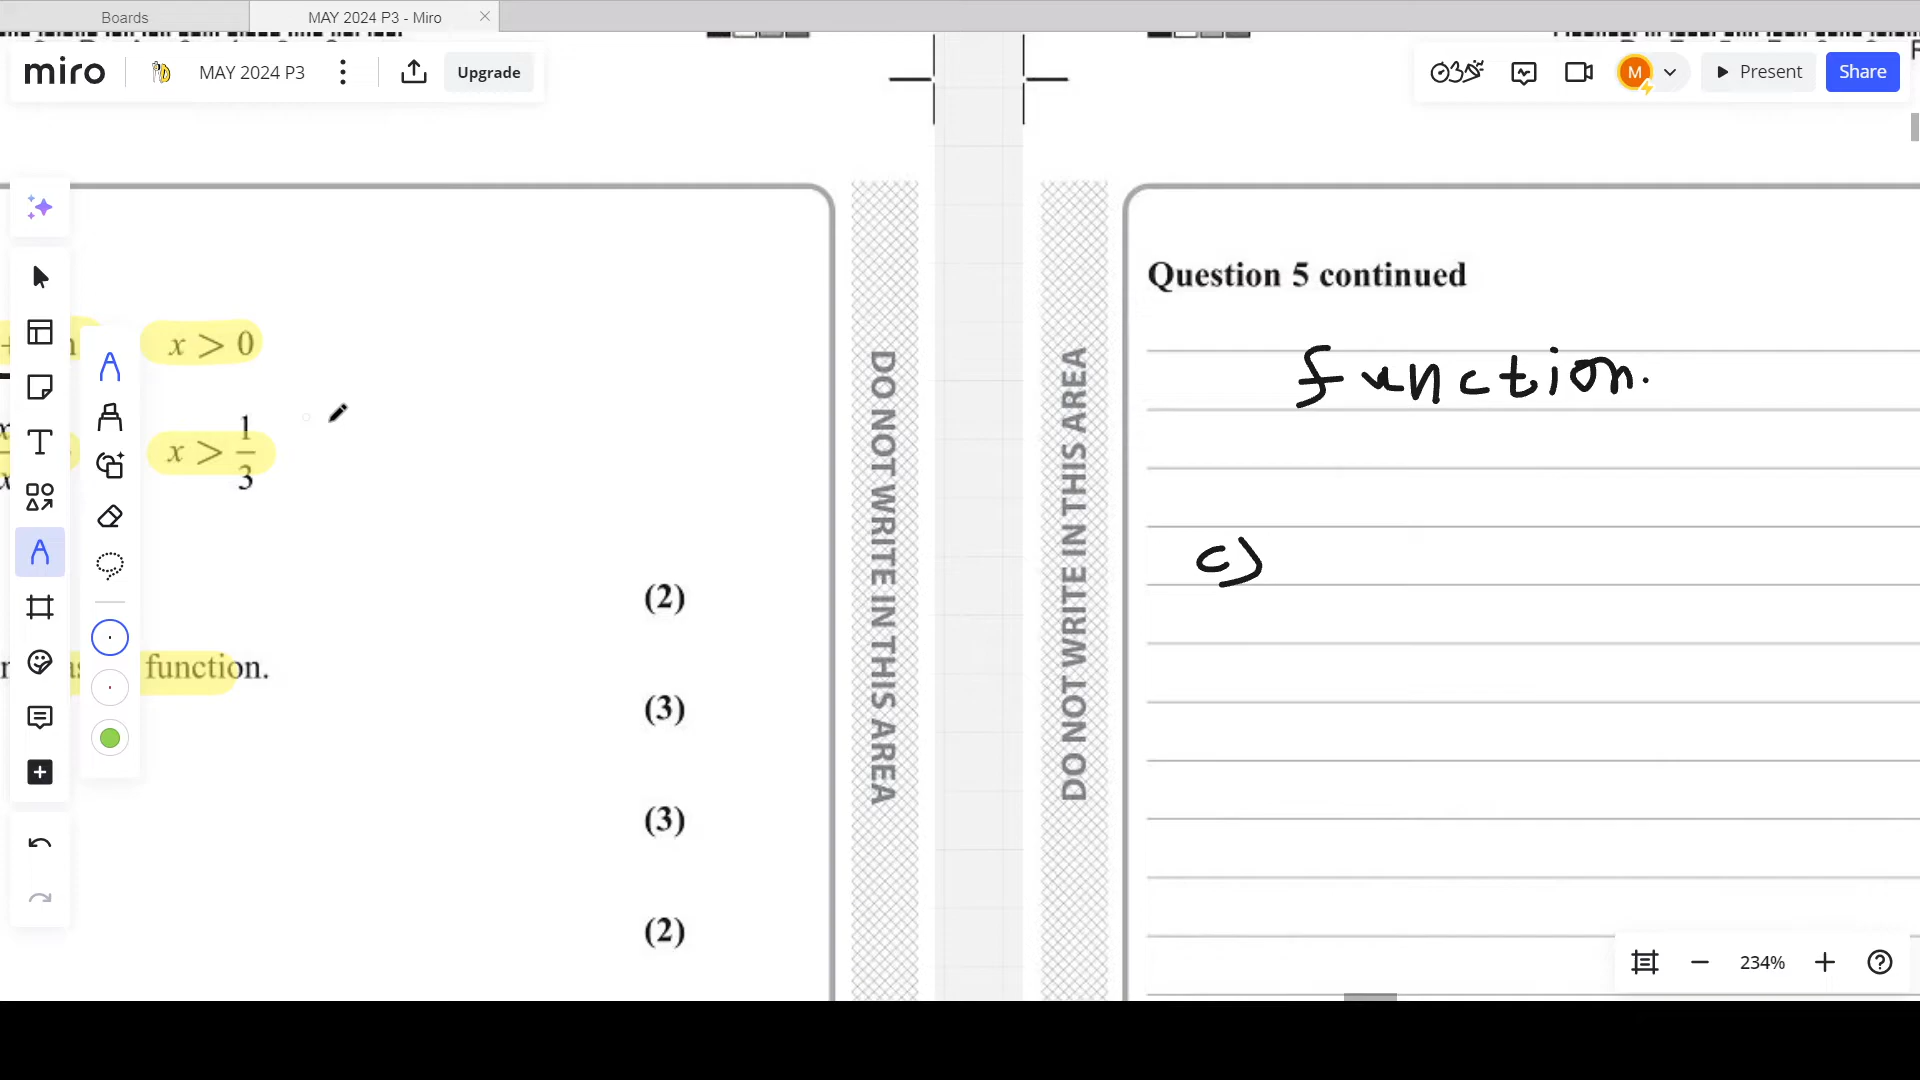 Boards
MAY 2024 P3 - Miro
miro
MAY 2024 P3
Upgrade
M
Present
Share
x > 0
x > 1/3
(2)
function.
(3)
(3)
(2)
DO NOT WRITE IN THIS AREA
DO NOT WRITE IN THIS AREA
Question 5 continued
function.
c)
234%